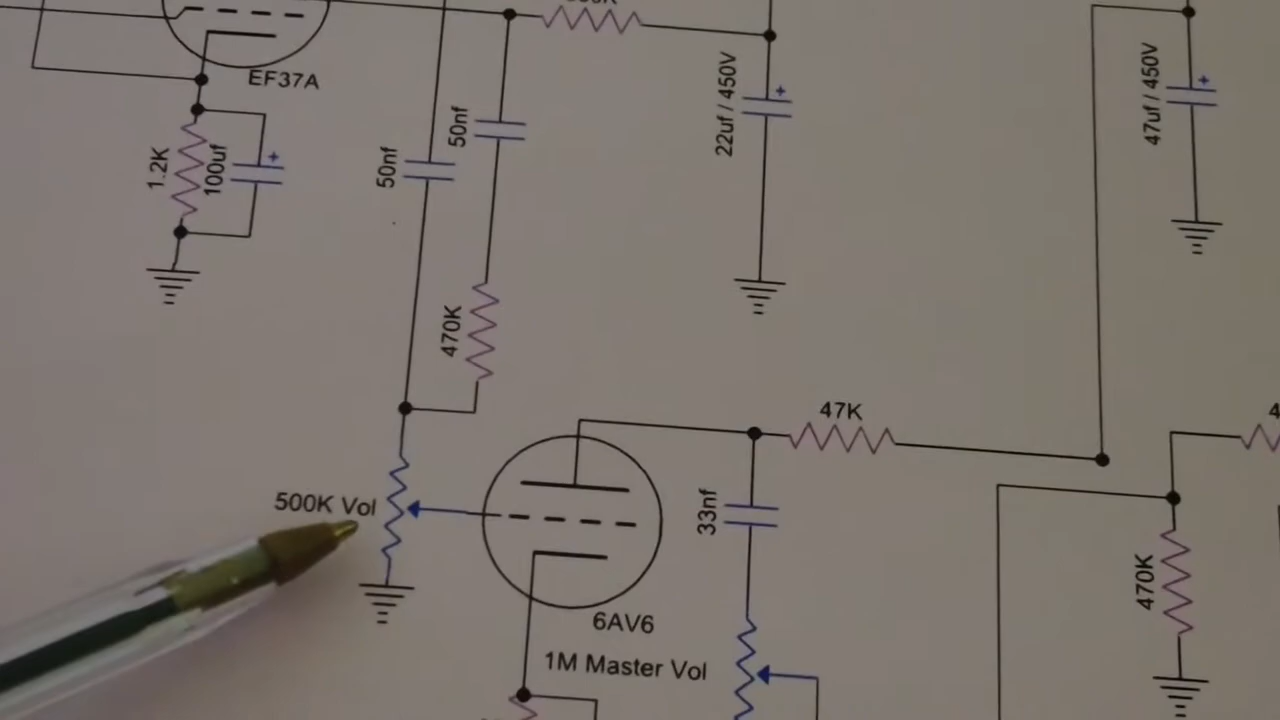 EF37A
1.2K
100uf
50nf
50nf
22uf / 450V
47uf / 450V
470K
47K
500K Vol
33nf
6AV6
470K
1M Master Vol